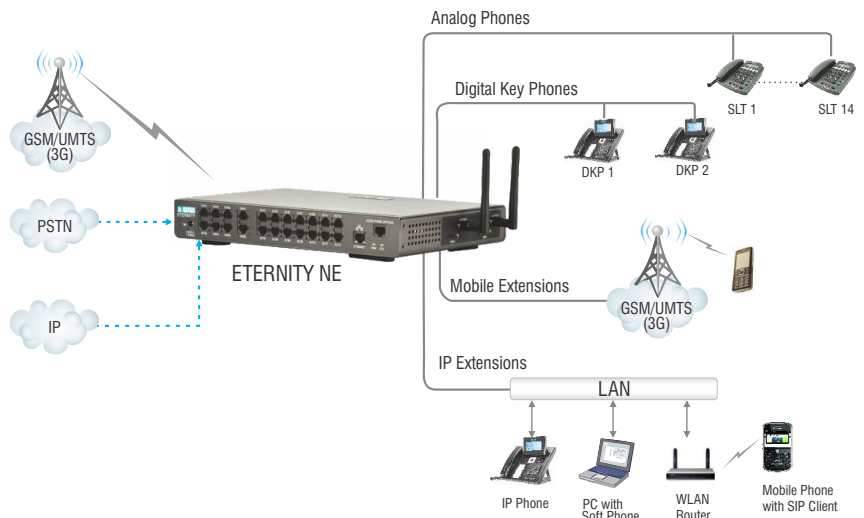 Analog Phones
SLT 1
SLT 14
Digital Key Phones
DKP 1
DKP 2
GSM/UMTS
(3G)
PSTN
IP
ETERNITY
ETERNITY NE
Mobile Extensions
GSM/UMTS
(3G)
IP Extensions
LAN
IP Phone
PC with
Soft Phone
WLAN
Router
Mobile Phone
with SIP Client